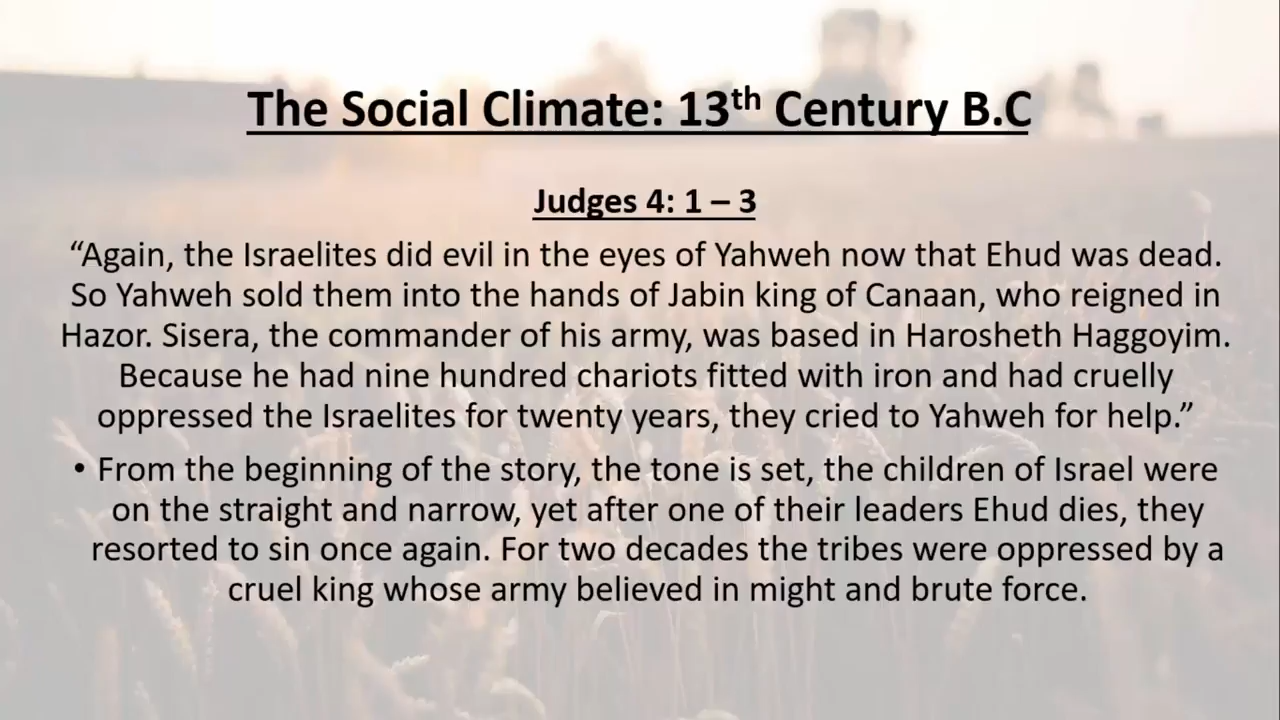 The Social Climate: 13th Century B.C
Judges 4: 1 – 3
“Again, the Israelites did evil in the eyes of Yahweh now that Ehud was dead.
So Yahweh sold them into the hands of Jabin king of Canaan, who reigned in
Hazor. Sisera, the commander of his army, was based in Harosheth Haggoyim.
Because he had nine hundred chariots fitted with iron and had cruelly
oppressed the Israelites for twenty years, they cried to Yahweh for help.”
• From the beginning of the story, the tone is set, the children of Israel were
on the straight and narrow, yet after one of their leaders Ehud dies, they
resorted to sin once again. For two decades the tribes were oppressed by a
cruel king whose army believed in might and brute force.